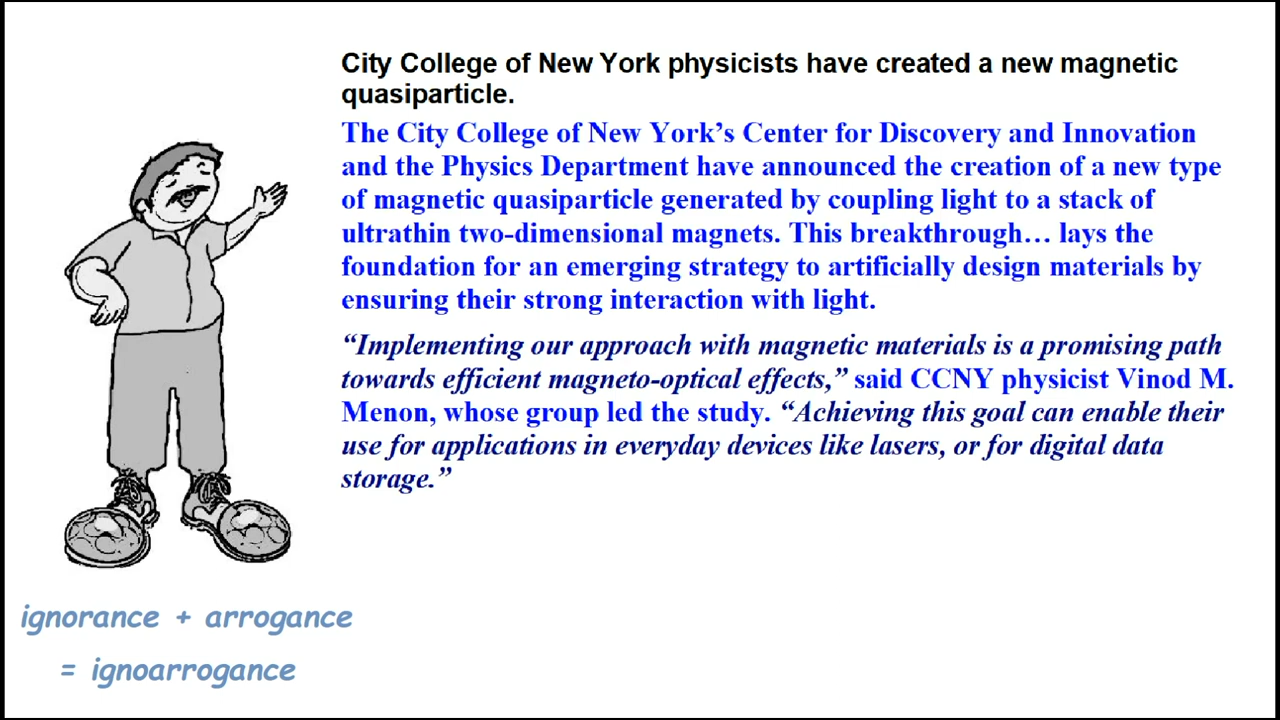 City College of New York physicists have created a new magnetic
quasiparticle.
The City College of New York’s Center for Discovery and Innovation
and the Physics Department have announced the creation of a new type
of magnetic quasiparticle generated by coupling light to a stack of
ultrathin two-dimensional magnets. This breakthrough… lays the
foundation for an emerging strategy to artificially design materials by
ensuring their strong interaction with light.
“Implementing our approach with magnetic materials is a promising path
towards efficient magneto-optical effects,” said CCNY physicist Vinod M.
Menon, whose group led the study. “Achieving this goal can enable their
use for applications in everyday devices like lasers, or for digital data
storage.”
ignorance + arrogance
= ignoarrogance